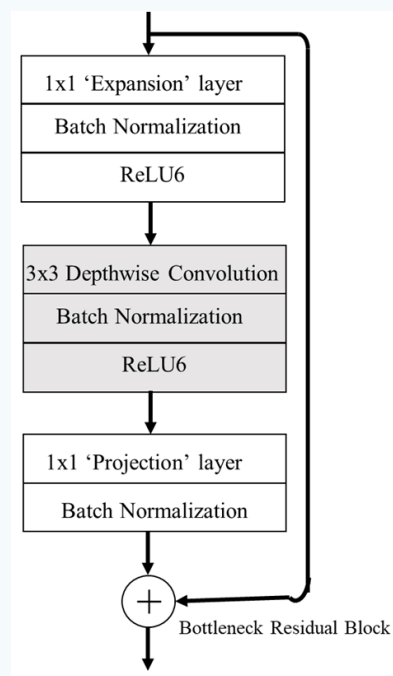 1x1 ‘Expansion’ layer
Batch Normalization
ReLU6
3x3 Depthwise Convolution
Batch Normalization
ReLU6
1x1 ‘Projection’ layer
Batch Normalization
+
Bottleneck Residual Block